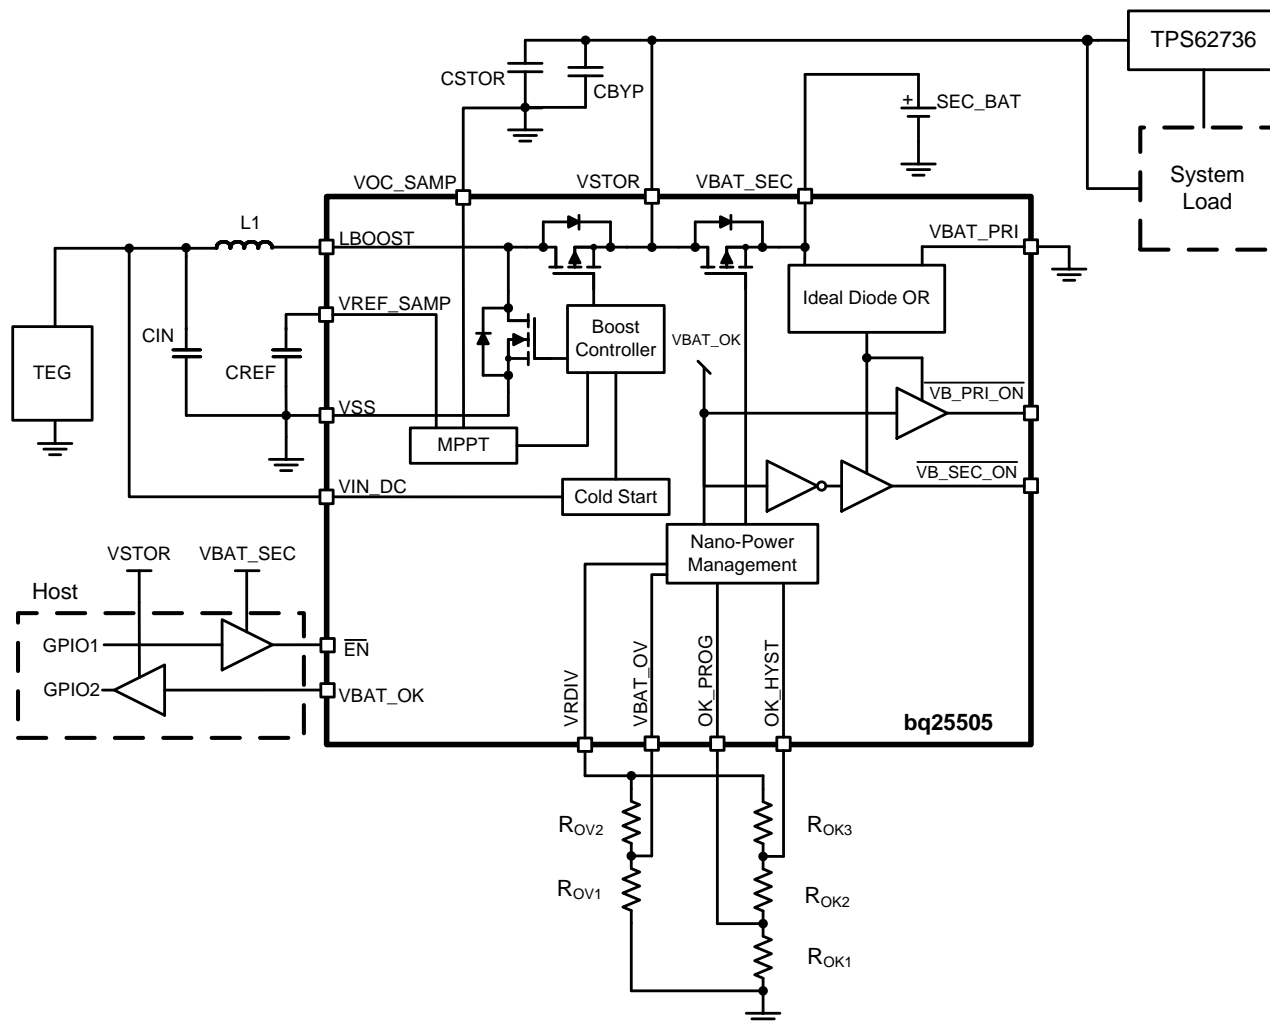 TPS62736
CSTOR
CBYP
+
SEC_BAT
System
Load
VOC_SAMP
VSTOR
VBAT_SEC
L1
LBOOST
VBAT_PRI
VREF_SAMP
Ideal Diode OR
CIN
Boost
Controller
VBAT_OK
TEG
CREF
VB_PRI_ON
VSS
MPPT
VB_SEC_ON
VIN_DC
Cold Start
Nano-Power
Management
VSTOR
VBAT_SEC
Host
GPIO1
EN
GPIO2
VBAT_OK
VRDIV
VBAT_OV
OK_PROG
OK_HYST
bq25505
ROV2
ROK3
ROV1
ROK2
ROK1